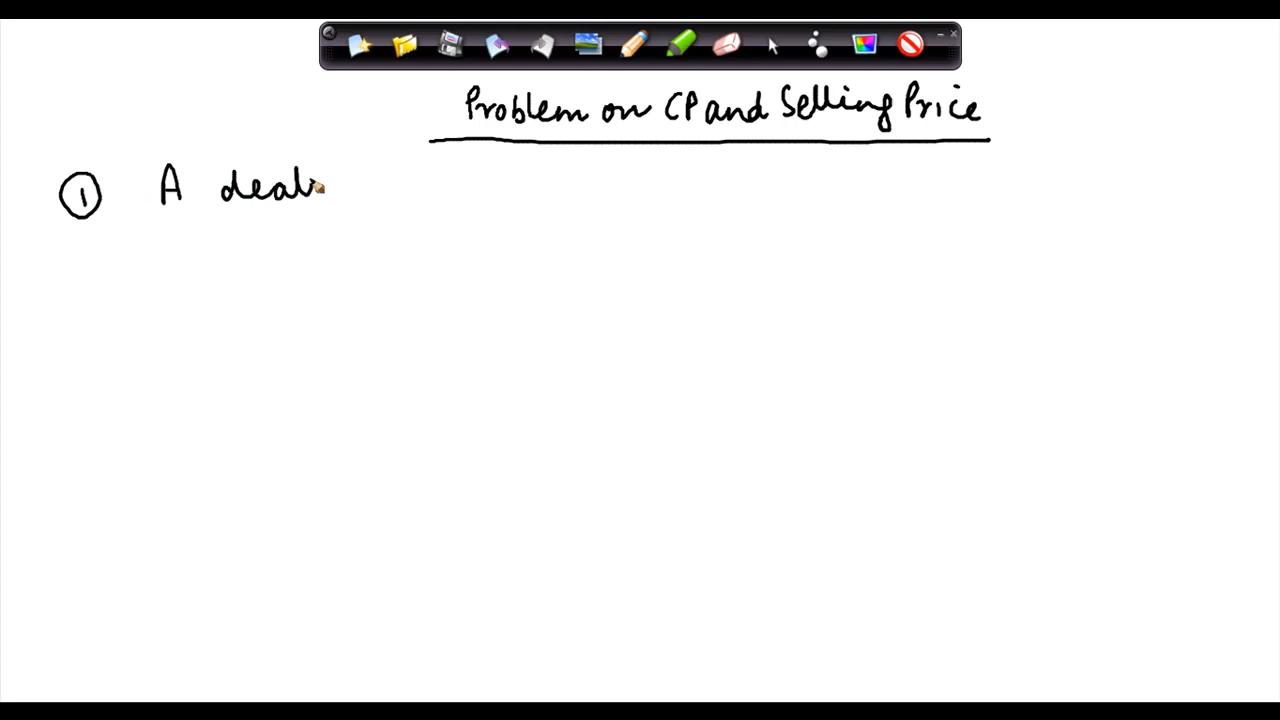 Problem on CP and Selling Price
① A deal